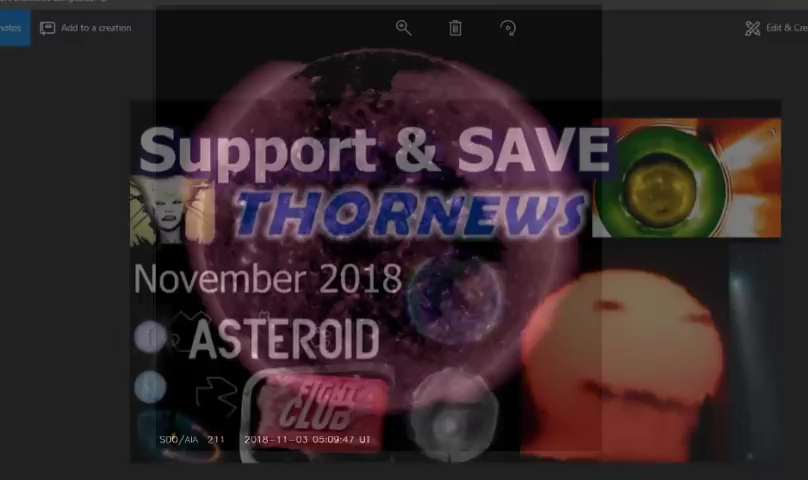 Photos
Add to a creation
Edit & Cre
Support & SAVE
THORNEWS
November 2018
ASTEROID
FIGHT
CLUB
SDO/AIA 211 2018-11-03 05:09:47 UT